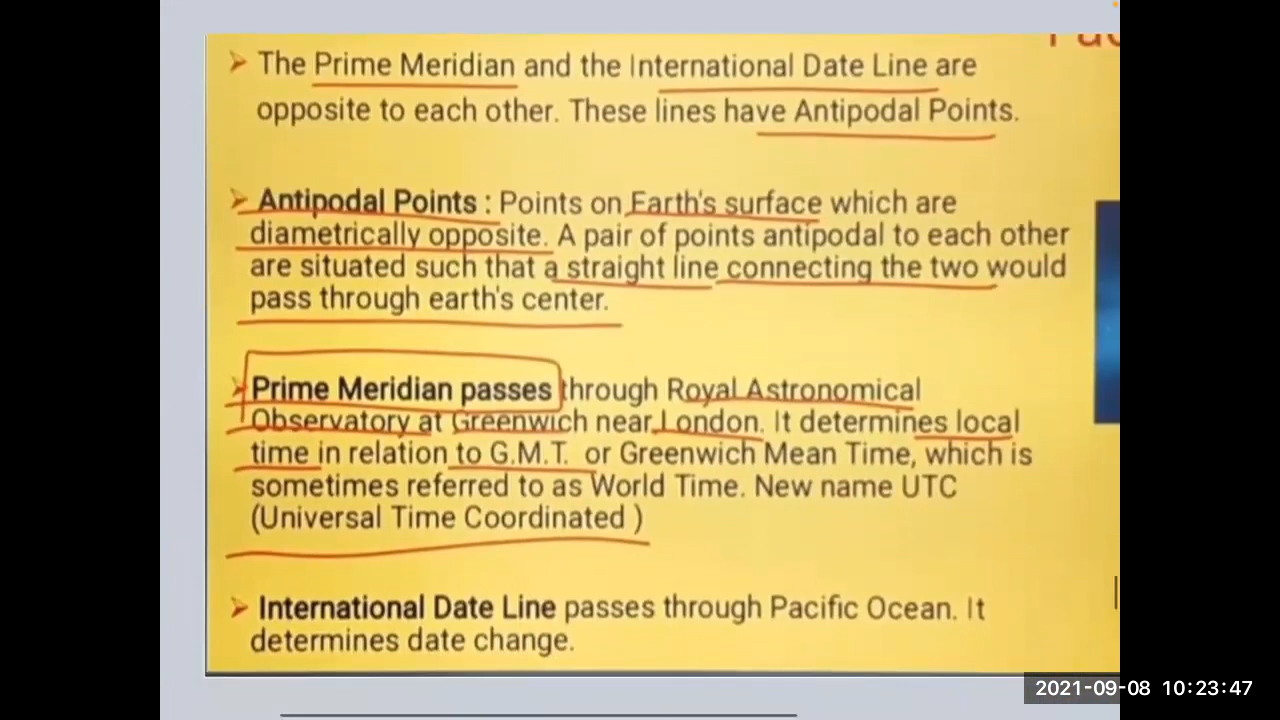 ➢ The Prime Meridian and the International Date Line are
opposite to each other. These lines have Antipodal Points.
➢ Antipodal Points : Points on Earth's surface which are
diametrically opposite. A pair of points antipodal to each other
are situated such that a straight line connecting the two would
pass through earth's center.
➢ Prime Meridian passes through Royal Astronomical
Observatory at Greenwich near London. It determines local
time in relation to G.M.T. or Greenwich Mean Time, which is
sometimes referred to as World Time. New name UTC
(Universal Time Coordinated )
➢ International Date Line passes through Pacific Ocean. It
determines date change.
2021-09-08 10:23:47